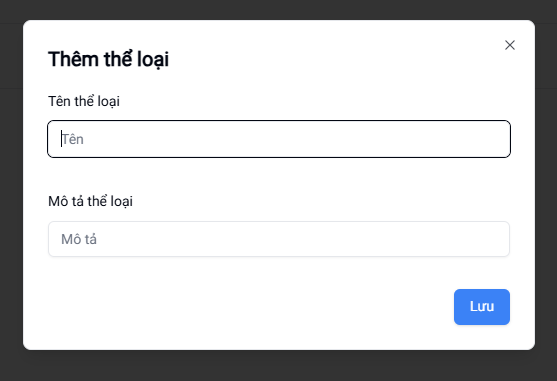 Thêm thể loại
Tên thể loại
Tên
Mô tả thể loại
Mô tả
Lưu